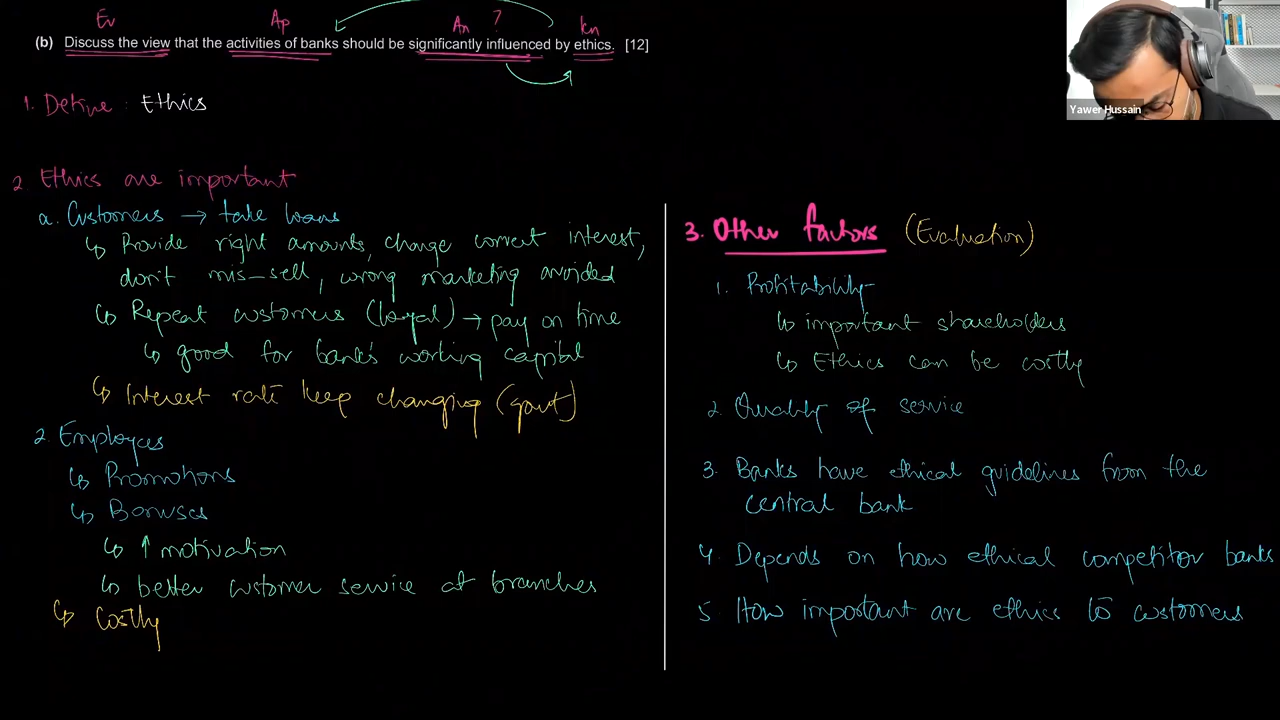 Ev Ap An ? kn
(b) Discuss the view that the activities of banks should be significantly influenced by ethics. [12]
Yawer Hussain
1. Define : Ethics
2 Ethics are important
a. Customers → take loans
↳ Provide right amounts, change correct interest,
don't mis-sell, wrong marketing avoided
↳ Repeat customers (loyal) → pay on time
↳ good for bank's working capital
↳ Interest rate keep changing (govt)
2. Employees
↳ Promotions
↳ Bonuses
↳ ↑ motivation
↳ better customer service at branches
↳ Costly
3. Other factors (Evaluation)
1. Profitability
↳ important shareholders
↳ Ethics can be costly
2. Quality of service
3. Banks have ethical guidelines from the
central bank
4. Depends on how ethical competitor banks
5. How important are ethics to customers